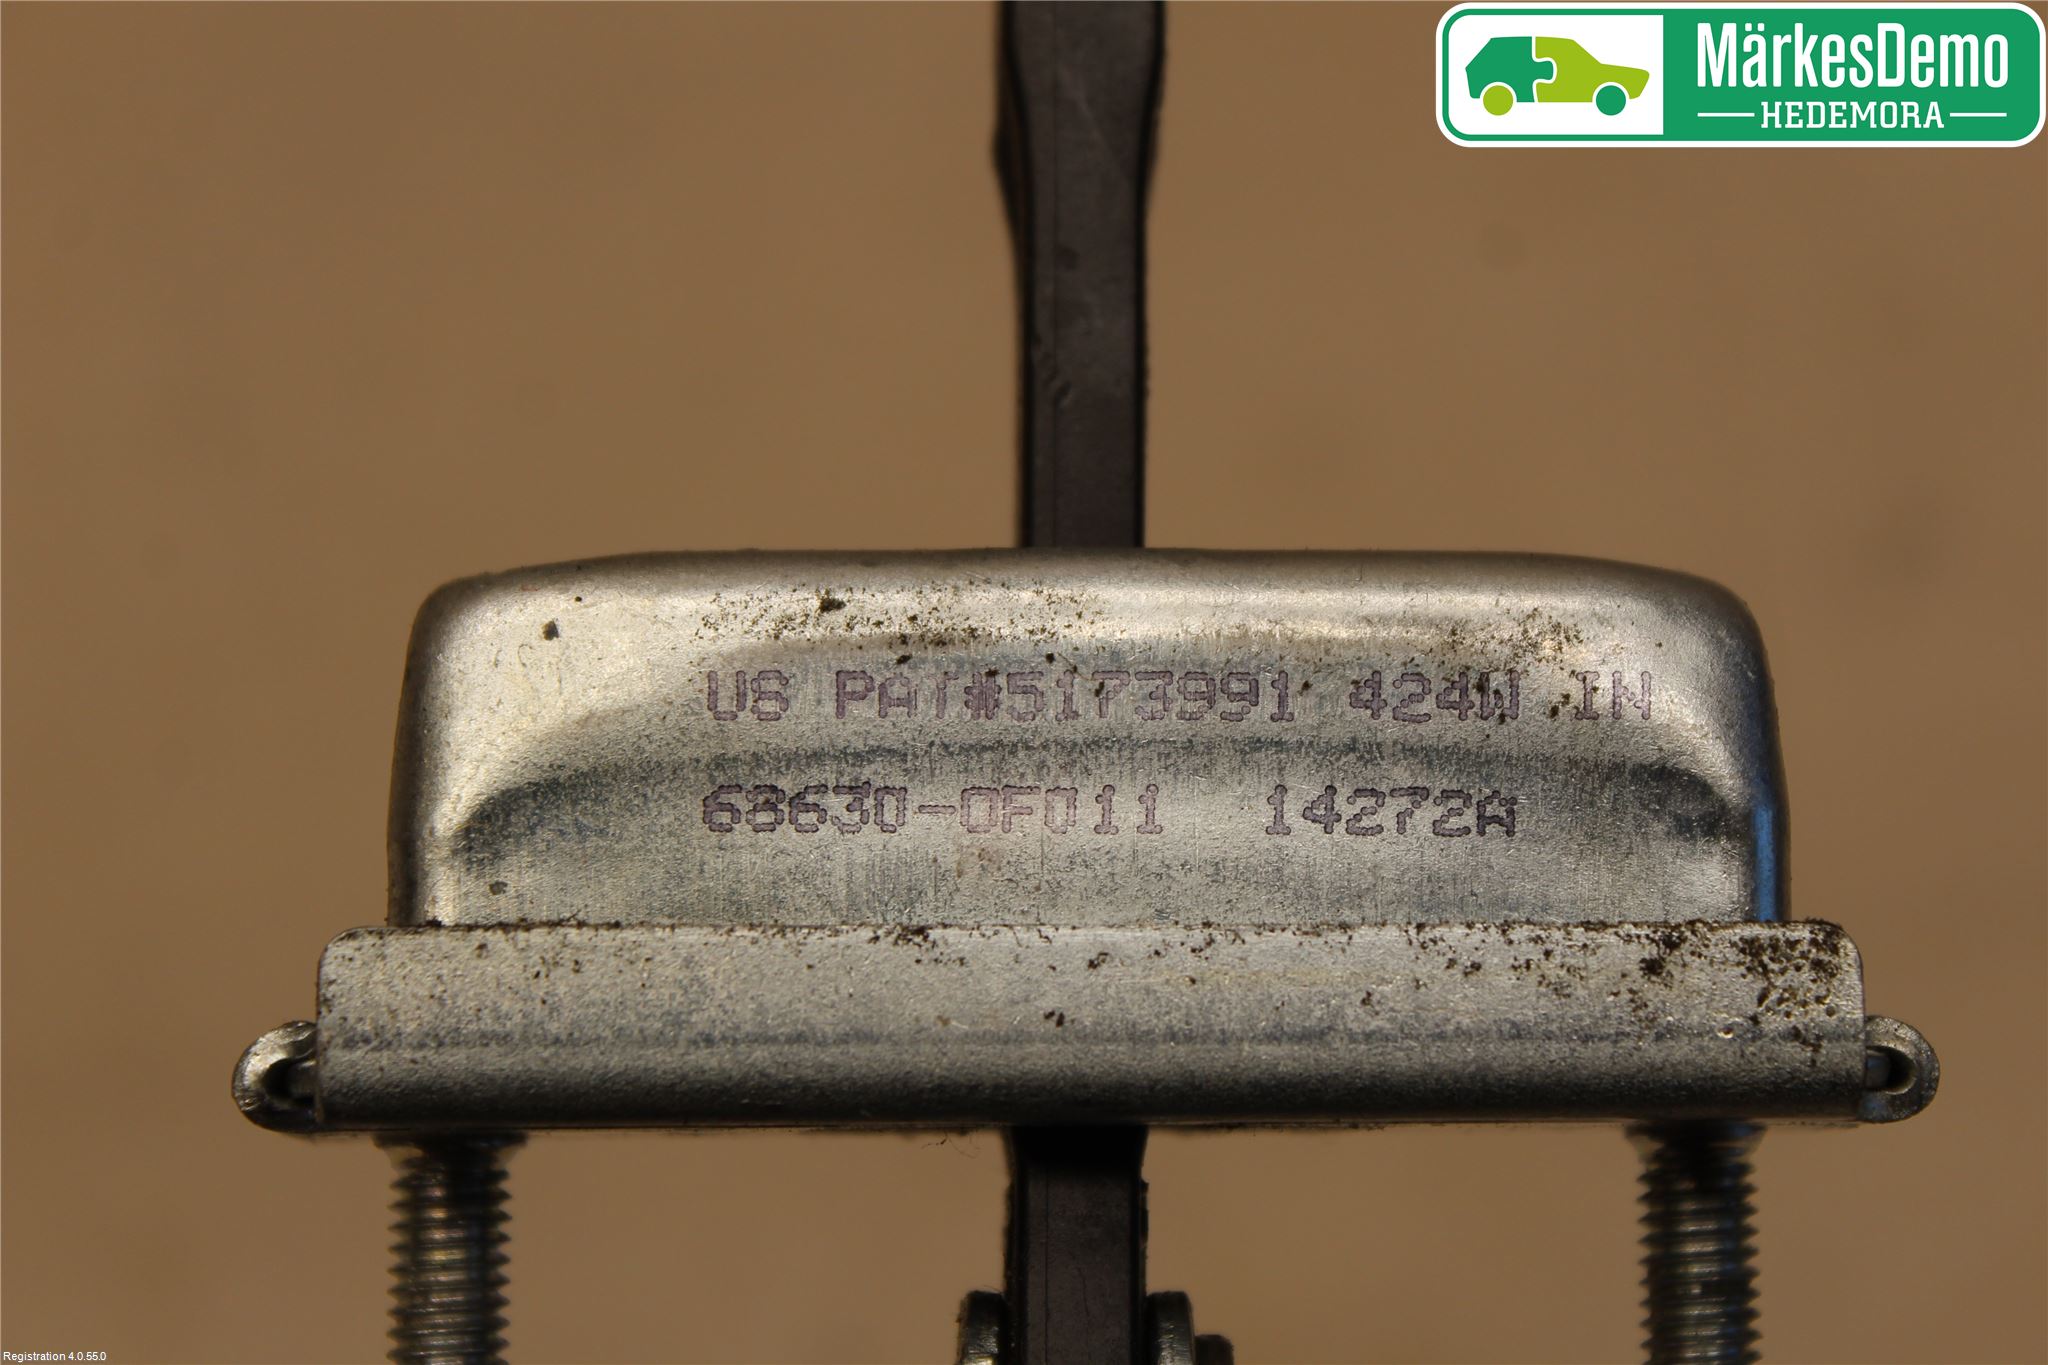 MärkesDemo
HEDEMORA
US PAT#5173991 424W IN
68630-0F011 14272A
Registration 4.0.55.0